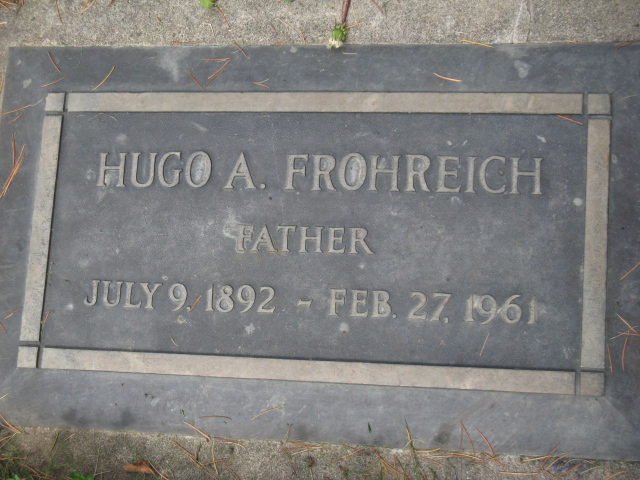 HUGO A. FROHREICH
FATHER
JULY 9, 1892 - FEB. 27, 1961